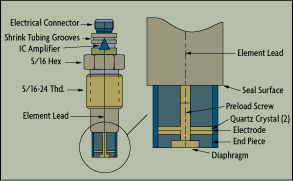 Electrical Connector
Shrink Tubing Grooves
IC Amplifier
5/16 Hex
5/16-24 Thd.
Element Lead
Element Lead
Seal Surface
Preload Screw
Quartz Crystal (2)
Electrode
End Piece
Diaphragm